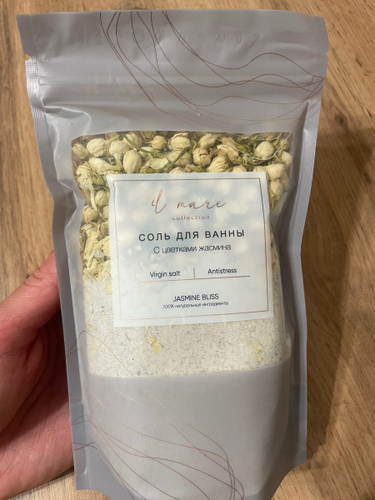 il mare
collection
СОЛЬ ДЛЯ ВАННЫ
С цветками жасмина
Virgin salt | Antistress
JASMINE BLISS
100% натуральные ингредиенты